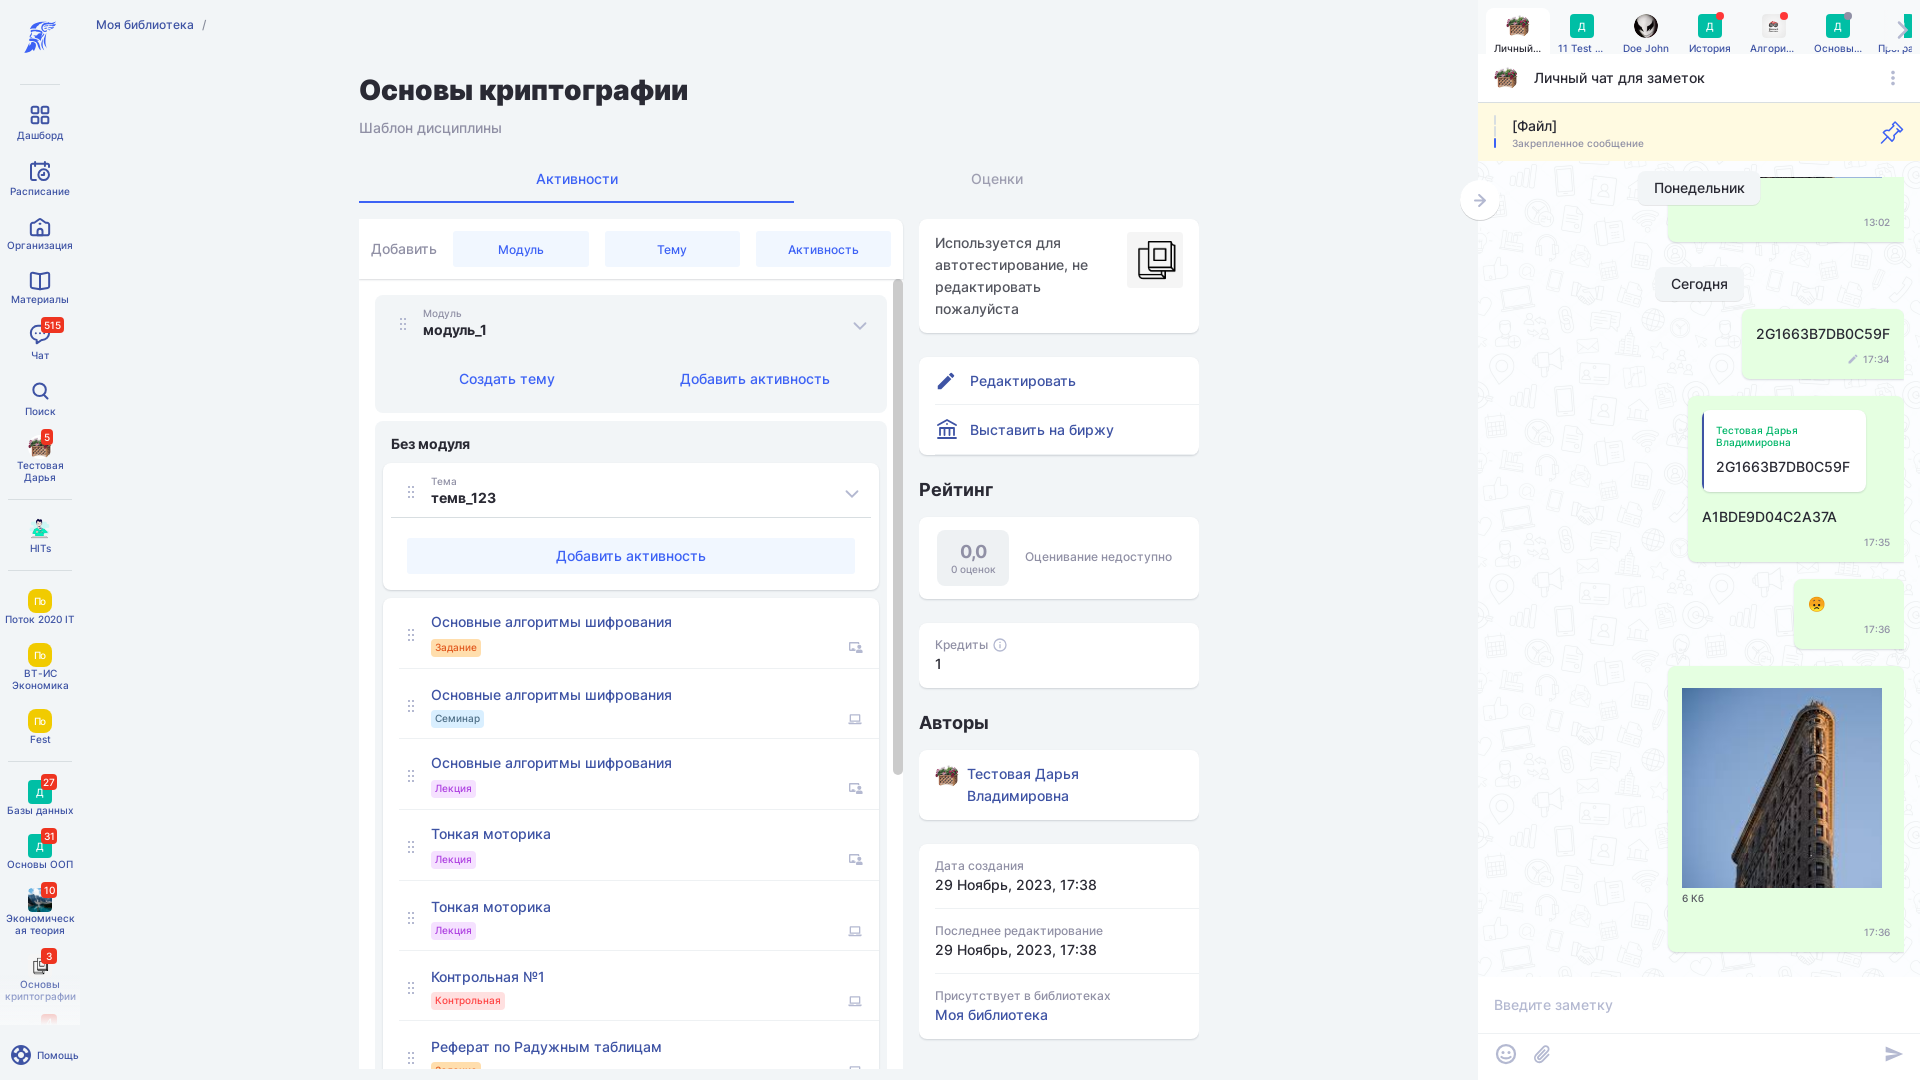 Моя библиотека /
Дашборд
Расписание
Организация
Материалы
515
Чат
Поиск
5
Тестовая
Дарья
HITs
По
Поток 2020 IT
По
ВТ-ИС
Экономика
По
Fest
27
Д
Базы данных
31
Д
Основы ООП
10
Экономическ
ая теория
3
Основы
криптографии
Помощь
Основы криптографии
Шаблон дисциплины
Активности
Оценки
Добавить
Модуль
Тему
Активность
Модуль
модуль_1
Создать тему
Добавить активность
Без модуля
Тема
темв_123
Добавить активность
Основные алгоритмы шифрования
Задание
Основные алгоритмы шифрования
Семинар
Основные алгоритмы шифрования
Лекция
Тонкая моторика
Лекция
Тонкая моторика
Лекция
Контрольная №1
Контрольная
Реферат по Радужным таблицам
Используется для
автотестирование, не
редактировать
пожалуйста
Редактировать
Выставить на биржу
Рейтинг
0,0
0 оценок
Оценивание недоступно
Кредиты
1
Авторы
Тестовая Дарья
Владимировна
Дата создания
29 Ноябрь, 2023, 17:38
Последнее редактирование
29 Ноябрь, 2023, 17:38
Присутствует в библиотеках
Моя библиотека
Личный...
Д
11 Test ...
Doe John
Д
История
Алгори...
Д
Основы...
Личный чат для заметок
[Файл]
Закрепленное сообщение
Понедельник
13:02
Сегодня
2G1663B7DB0C59F
17:34
Тестовая Дарья
Владимировна
2G1663B7DB0C59F
A1BDE9D04C2A37A
17:35
17:36
6 Кб
17:36
Введите заметку